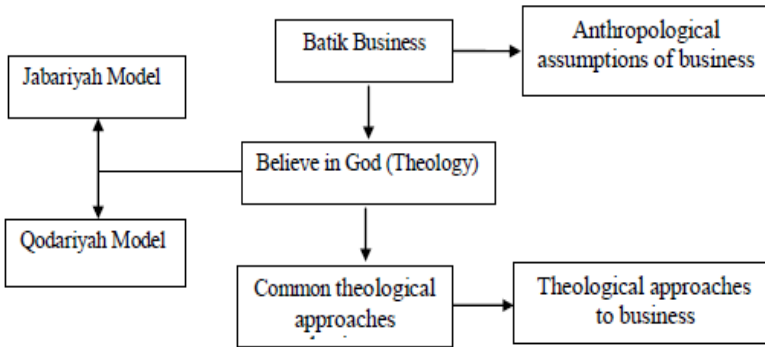 Batik Business
Anthropological
assumptions of business
Jabariyah Model
Believe in God (Theology)
Qodariyah Model
Common theological
approaches
Theological approaches
to business